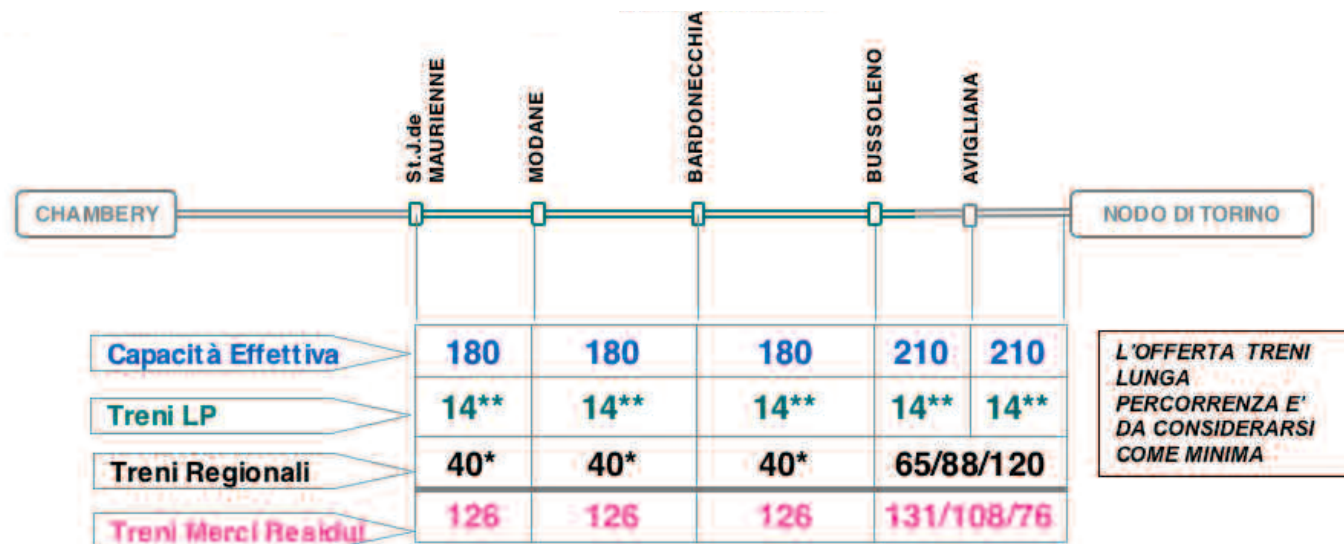 St.J.de
MAURIENNE
MODANE
BARDONECCHIA
BUSSOLENO
AVIGLIANA
CHAMBERY
NODO DI TORINO
Capacità Effettiva 180 180 180 210 210
Treni LP 14** 14** 14** 14** 14**
Treni Regionali 40* 40* 40* 65/88/120
Treni Merci Residui 126 126 126 131/108/76
L'OFFERTA TRENI
LUNGA
PERCORRENZA E'
DA CONSIDERARSI
COME MINIMA